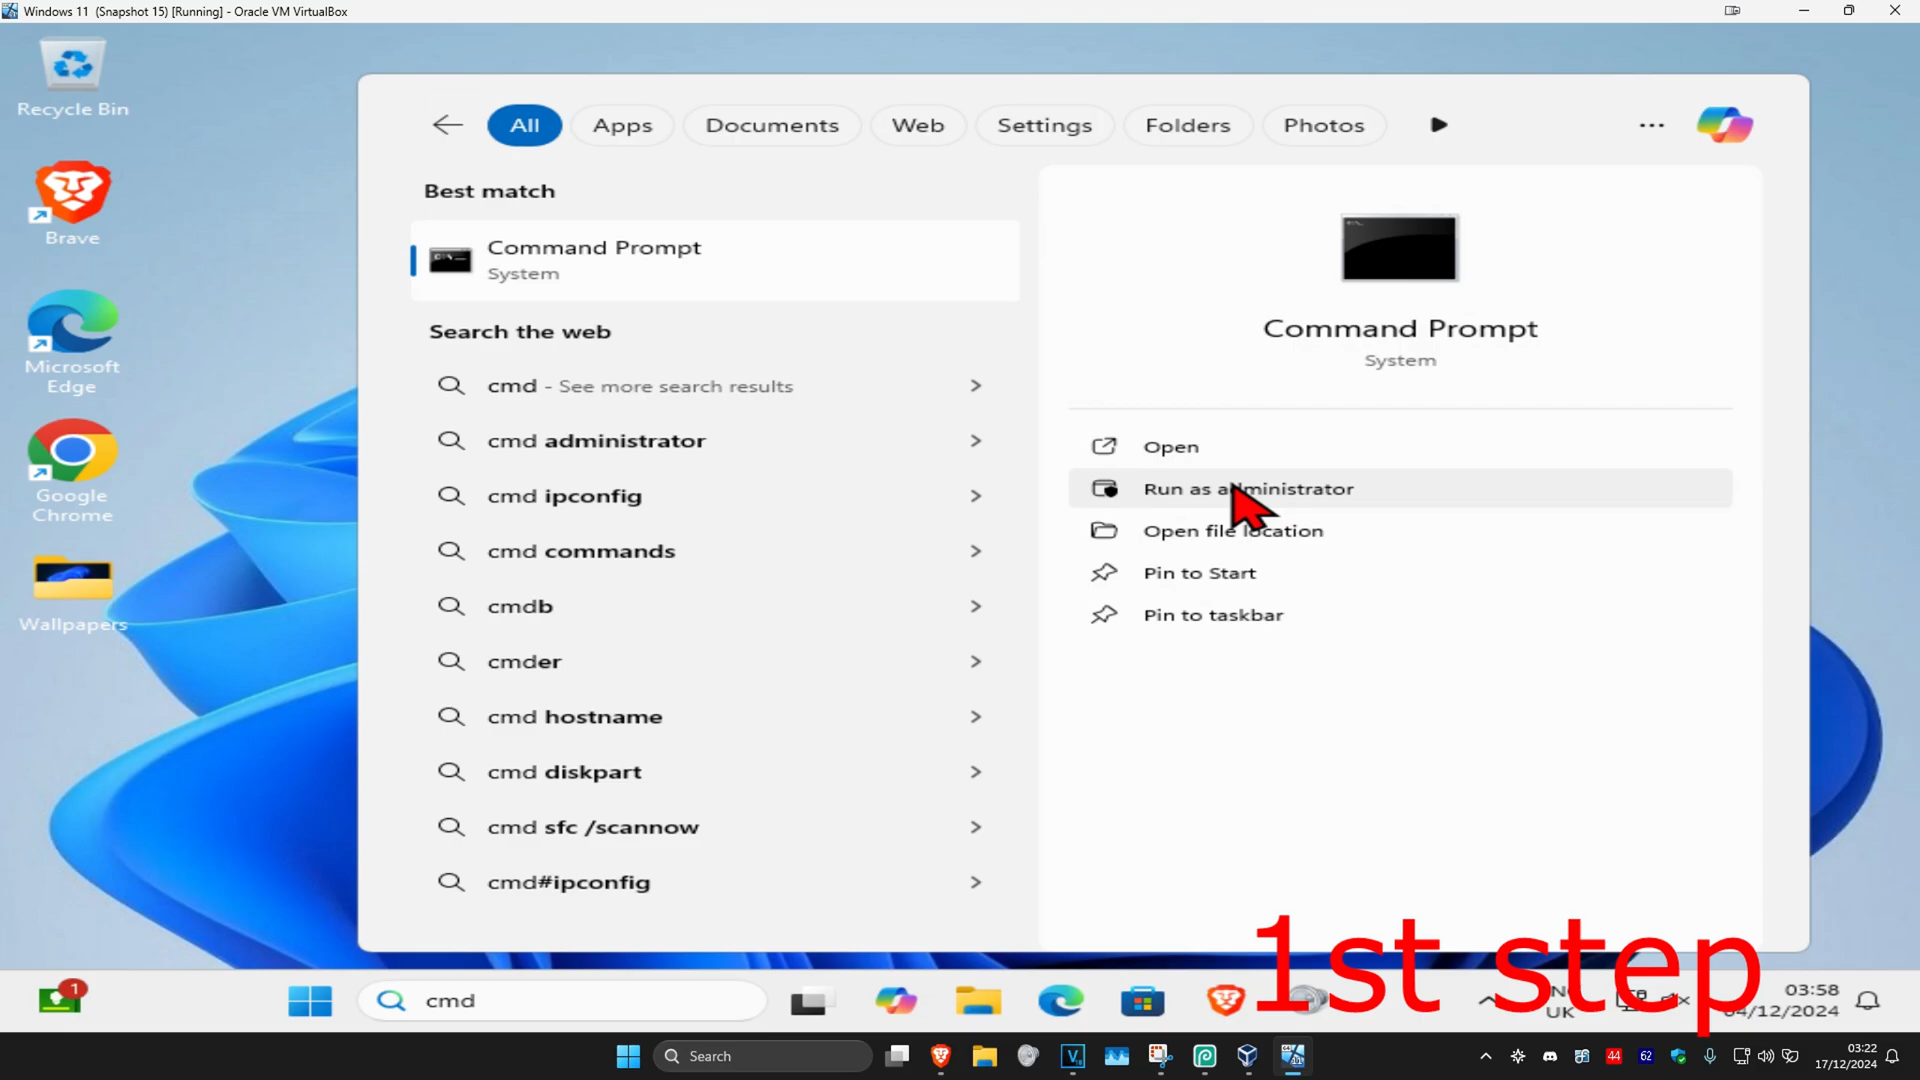 Windows 11 (Snapshot 15) [Running] - Oracle VM VirtualBox
Recycle Bin
Brave
Microsoft
Edge
Google
Chrome
Wallpapers
All
Apps
Documents
Web
Settings
Folders
Photos
Best match
Command Prompt
System
Search the web
cmd - See more search results
cmd administrator
cmd ipconfig
cmd commands
cmdb
cmder
cmd hostname
cmd diskpart
cmd sfc /scannow
cmd#ipconfig
Command Prompt
System
Open
Run as administrator
Open file location
Pin to Start
Pin to taskbar
1st step
1
cmd
UK
03:58
04/12/2024
Search
44
62
03:22
17/12/2024